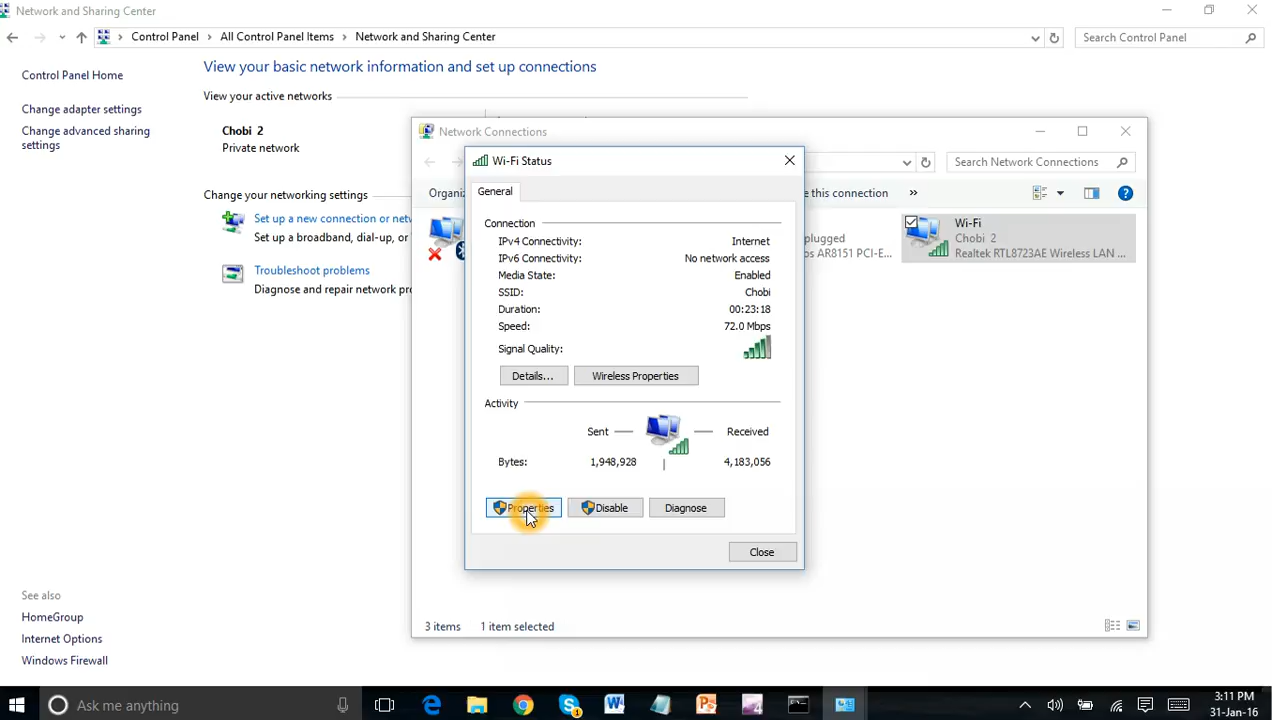 Network and Sharing Center
Control Panel All Control Panel Items Network and Sharing Center
Search Control Panel
Control Panel Home
Change adapter settings
Change advanced sharing
settings
View your basic network information and set up connections
View your active networks
Chobi 2
Private network
Change your networking settings
Set up a new connection or netw
Set up a broadband, dial-up, or
Troubleshoot problems
Diagnose and repair network pro
See also
HomeGroup
Internet Options
Windows Firewall
Network Connections
Search Network Connections
Organiz
e this connection »
plugged
os AR8151 PCI-E...
Wi-Fi
Chobi 2
Realtek RTL8723AE Wireless LAN ...
3 items 1 item selected
Wi-Fi Status
General
Connection
IPv4 Connectivity: Internet
IPv6 Connectivity: No network access
Media State: Enabled
SSID: Chobi
Duration: 00:23:18
Speed: 72.0 Mbps
Signal Quality:
Details... Wireless Properties
Activity
Sent Received
Bytes: 1,948,928 4,183,056
Properties Disable Diagnose
Close
Ask me anything
3:11 PM
31-Jan-16